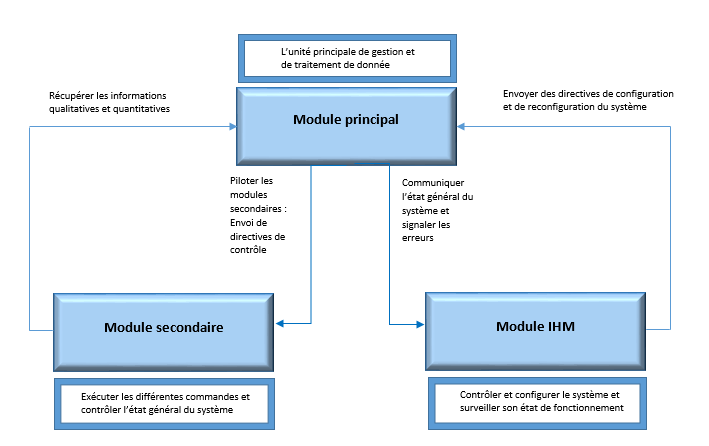 L'unité principale de gestion et
de traitement de donnée
Récupérer les informations
qualitatives et quantitatives
Envoyer des directives de configuration
et de reconfiguration du système
Module principal
Piloter les
modules
secondaires :
Envoi de
directives de
contrôle
Communiquer
l'état général du
système et
signaler les
erreurs
Module secondaire
Module IHM
Exécuter les différentes commandes et
contrôler l'état général du système
Contrôler et configurer le système et
surveiller son état de fonctionnement